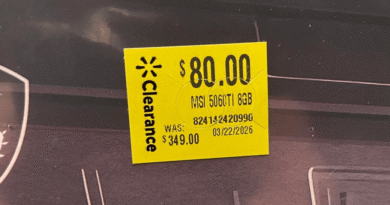 Clearance
$80.00
MSI 5060TI 8GB
824142420990
WAS: 03/22/2026
$349.00